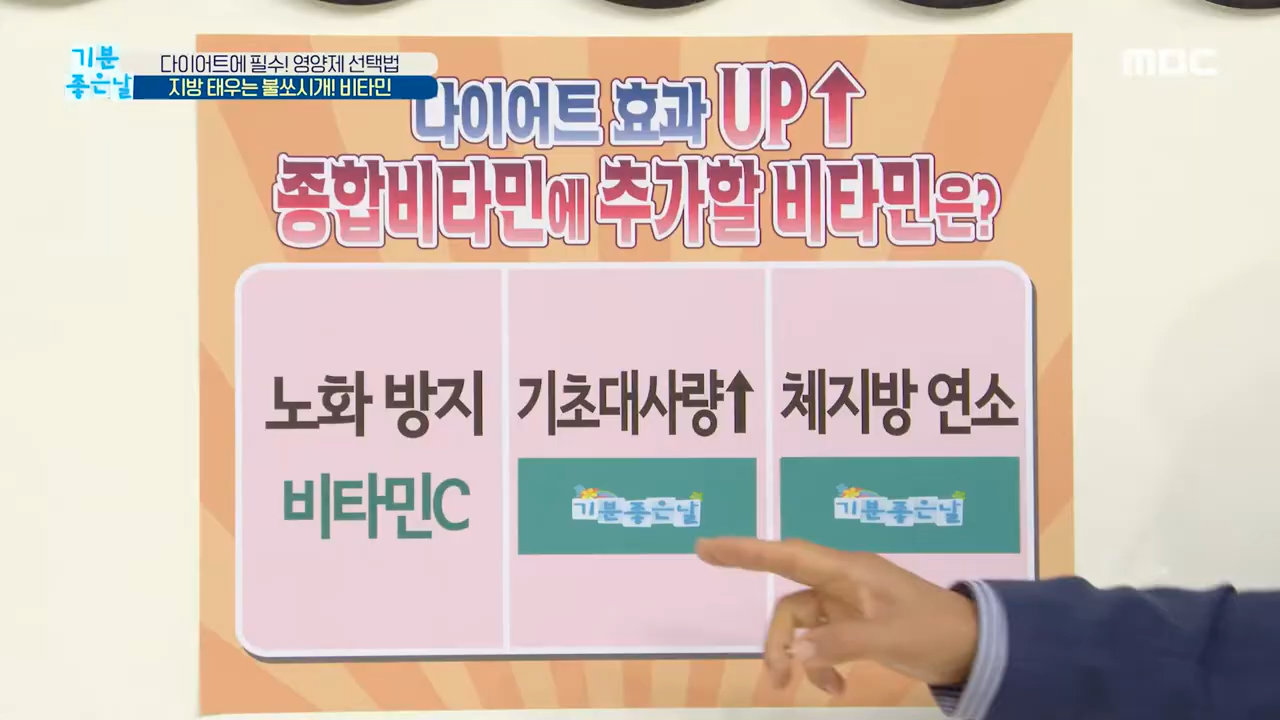 기분
좋은날
다이어트에 필수! 영양제 선택법
지방 태우는 불쏘시개! 비타민
MBC
다이어트 효과 UP↑
종합비타민에 추가할 비타민은?
노화 방지
비타민C
기초대사량↑
기분좋은날
체지방 연소
기분좋은날